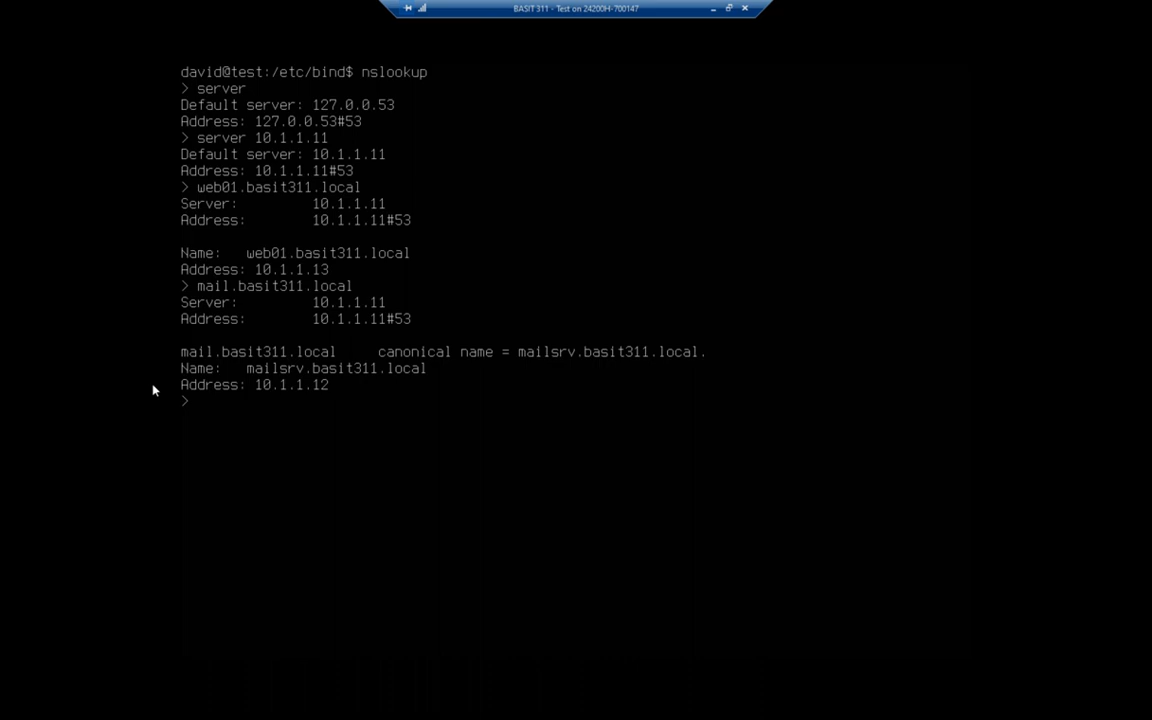 BASIT 311 - Test on 24200H-700147
david@test:/etc/bind$ nslookup
> server
Default server: 127.0.0.53
Address: 127.0.0.53#53
> server 10.1.1.11
Default server: 10.1.1.11
Address: 10.1.1.11#53
> web01.basit311.local
Server:         10.1.1.11
Address:        10.1.1.11#53

Name:   web01.basit311.local
Address: 10.1.1.13
> mail.basit311.local
Server:         10.1.1.11
Address:        10.1.1.11#53

mail.basit311.local     canonical name = mailsrv.basit311.local.
Name:   mailsrv.basit311.local
Address: 10.1.1.12
>